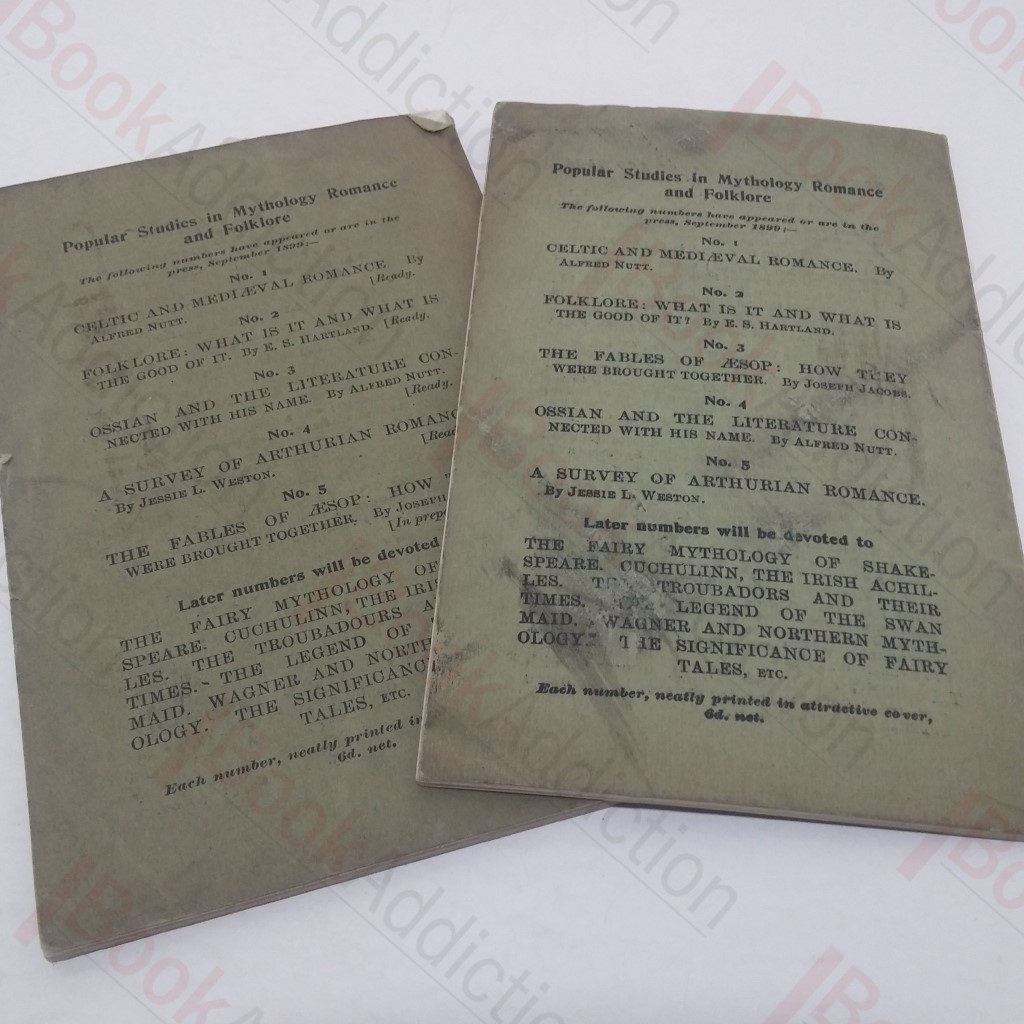 Popular Studies in Mythology Romance
and Folklore
The following numbers have appeared or are in the
press, September 1899:—
No. 1
CELTIC AND MEDIÆVAL ROMANCE. By
ALFRED NUTT. [Ready.
No. 2
FOLKLORE: WHAT IS IT AND WHAT IS
THE GOOD OF IT. By E. S. HARTLAND. [Ready.
No. 3
OSSIAN AND THE LITERATURE CON-
NECTED WITH HIS NAME. By ALFRED NUTT.
[Ready.
No. 4
A SURVEY OF ARTHURIAN
By JESSIE L. WESTON.
No. 5
THE FABLES OF ÆSOP: HOW
WERE BROUGHT TOGETHER. By JOSEPH
[In
Later numbers will be devoted
THE FAIRY MYTHOLOGY OF
SPEARE. CUCHULINN, THE
LES. THE TROUBADOURS
TIMES. THE LEGEND OF
MAID. WAGNER AND
OLOGY. THE SIGNIFICANCE
TALES, ETC.
Each number, neatly printed in
6d. net.
Popular Studies in Mythology Romance
and Folklore
The following numbers have appeared or are in the
press, September 1899:—
No. 1
CELTIC AND MEDIÆVAL ROMANCE. By
ALFRED NUTT.
No. 2
FOLKLORE: WHAT IS IT AND WHAT IS
THE GOOD OF IT? By E. S. HARTLAND.
No. 3
THE FABLES OF ÆSOP: HOW THEY
WERE BROUGHT TOGETHER. By JOSEPH JACOBS.
No. 4
OSSIAN AND THE LITERATURE CON-
NECTED WITH HIS NAME. By ALFRED NUTT.
No. 5
A SURVEY OF ARTHURIAN ROMANCE.
By JESSIE L. WESTON.
Later numbers will be devoted to
THE FAIRY MYTHOLOGY OF SHAKE-
SPEARE. CUCHULINN, THE IRISH ACHIL-
LES. TROUBADORS AND THEIR
TIMES. LEGEND OF THE SWAN
MAID. WAGNER AND NORTHERN MYTH-
OLOGY. THE SIGNIFICANCE OF FAIRY
TALES, ETC.
Each number, neatly printed in attractive cover,
6d. net.
BookAddiction